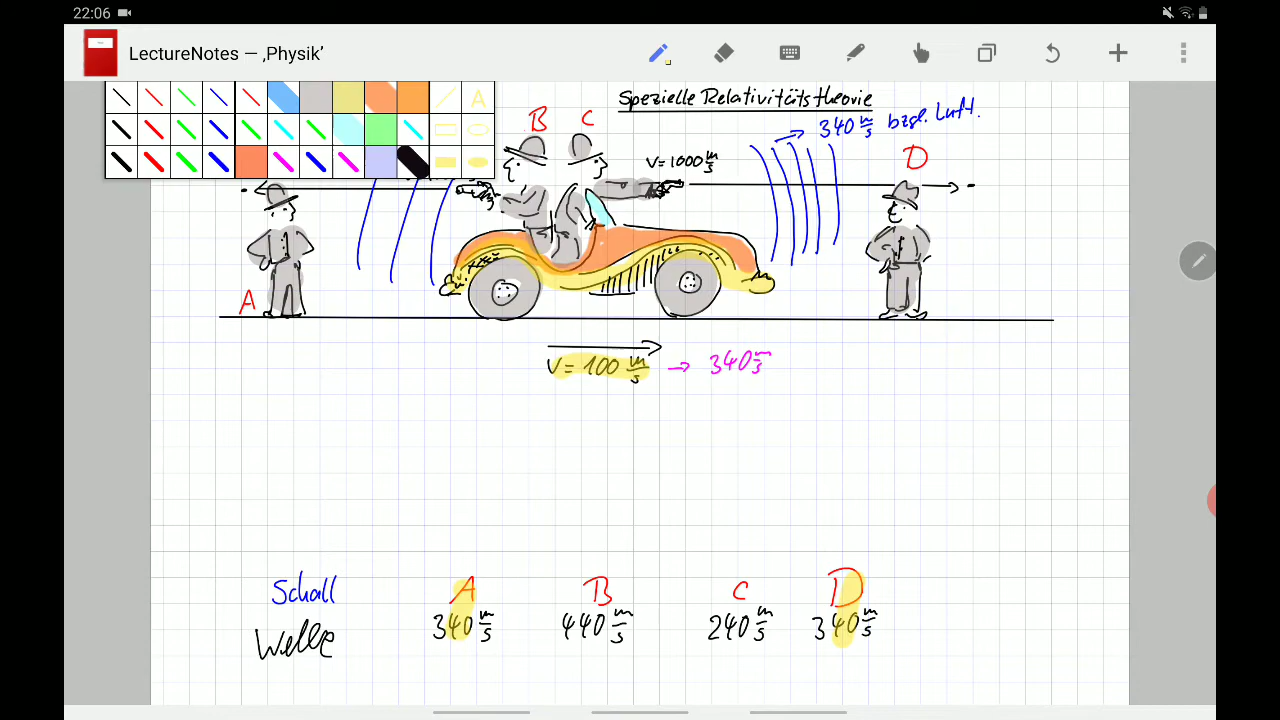 22:06
LectureNotes — ‚Physik’
A
Spezielle Relativitätstheorie
340 m/s bzgl. Luft.
B C
v=1000 m/s
D
A
v= 100 m/s → 340 m/s
Schall A B C D
Welle 340 m/s 440 m/s 240 m/s 340 m/s